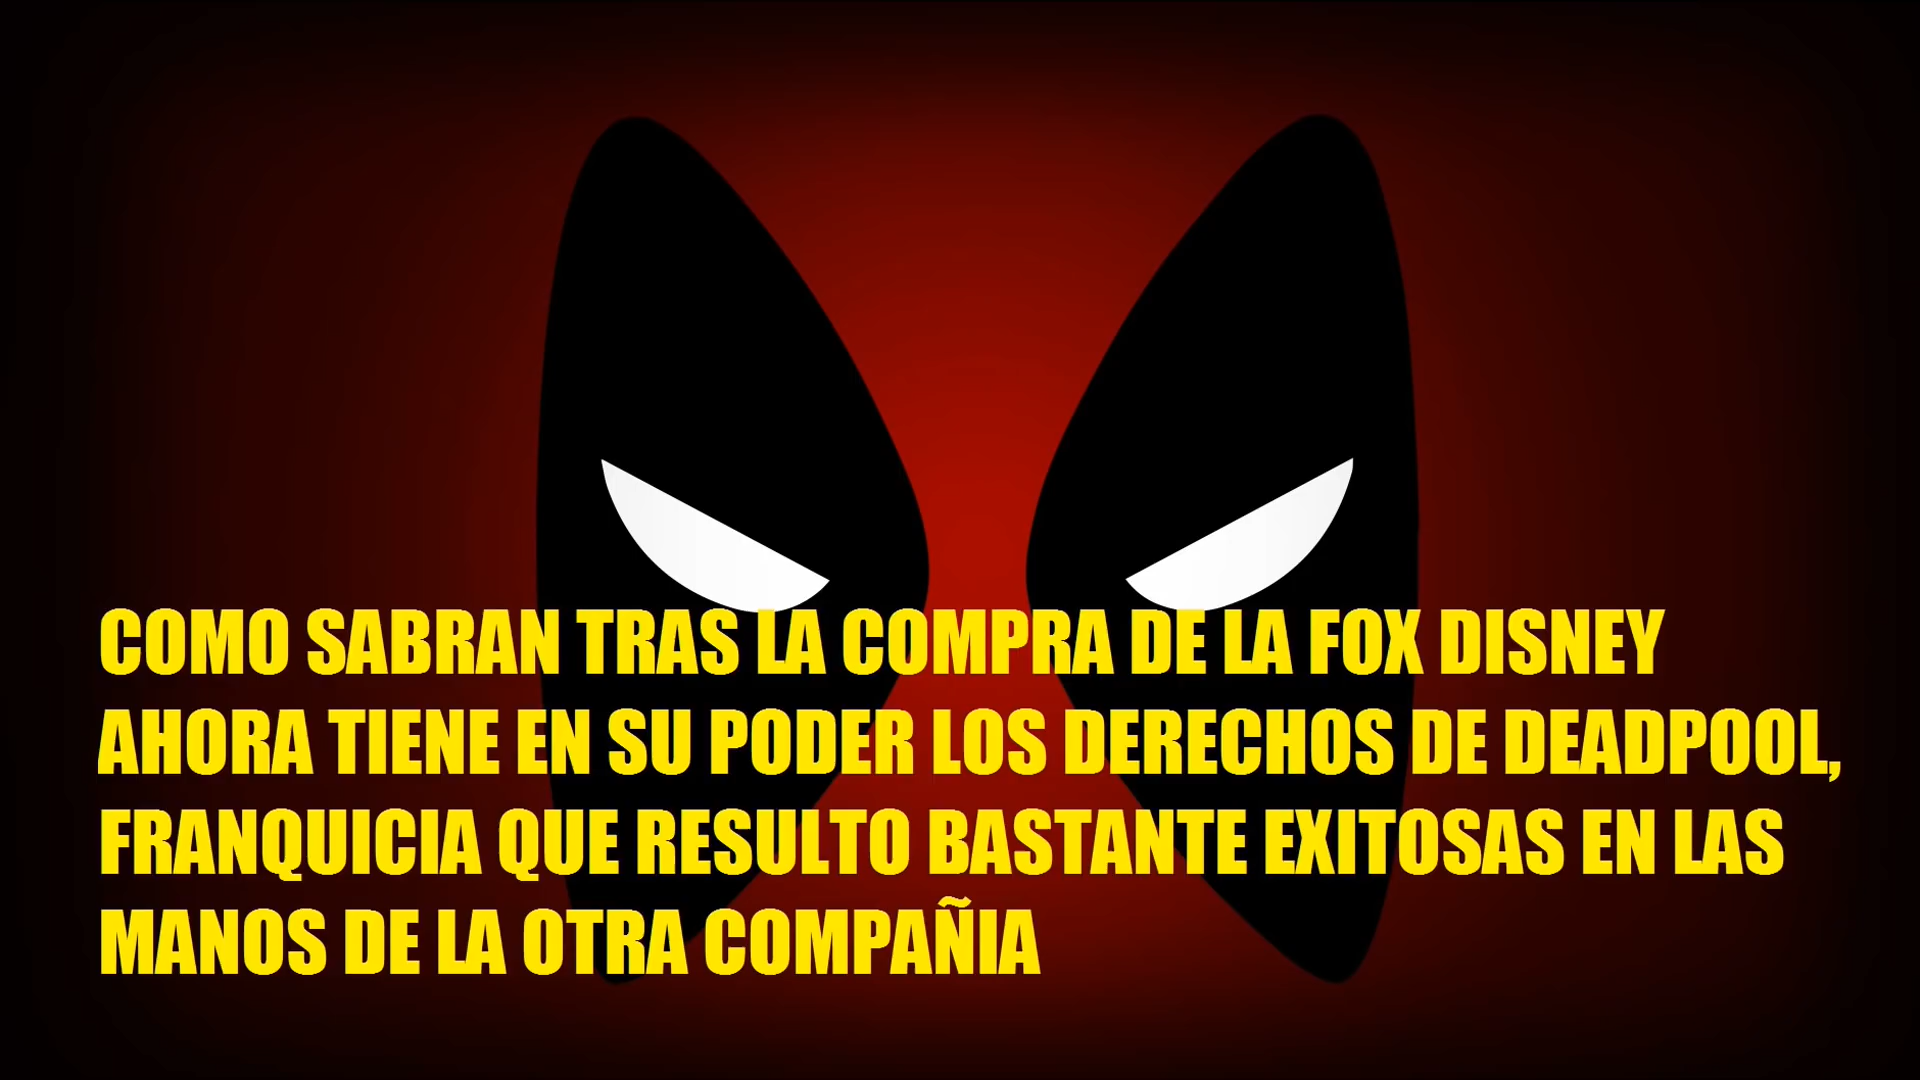 COMO SABRAN TRAS LA COMPRA DE LA FOX DISNEY
AHORA TIENE EN SU PODER LOS DERECHOS DE DEADPOOL,
FRANQUICIA QUE RESULTO BASTANTE EXITOSAS EN LAS
MANOS DE LA OTRA COMPAÑIA